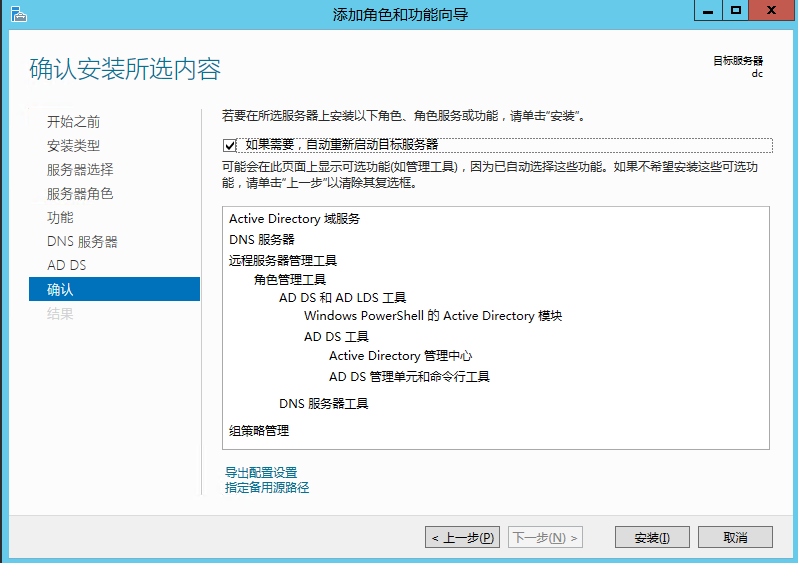 添加角色和功能向导
确认安装所选内容
目标服务器
dc
开始之前
安装类型
服务器选择
服务器角色
功能
DNS 服务器
AD DS
确认
结果
若要在所选服务器上安装以下角色、角色服务或功能，请单击“安装”。
如果需要，自动重新启动目标服务器
可能会在此页面上显示可选功能(如管理工具)，因为已自动选择这些功能。如果不希望安装这些可选功
能，请单击“上一步”以清除其复选框。
Active Directory 域服务
DNS 服务器
远程服务器管理工具
角色管理工具
AD DS 和 AD LDS 工具
Windows PowerShell 的 Active Directory 模块
AD DS 工具
Active Directory 管理中心
AD DS 管理单元和命令行工具
DNS 服务器工具
组策略管理
导出配置设置
指定备用源路径
< 上一步(P)
下一步(N) >
安装(I)
取消